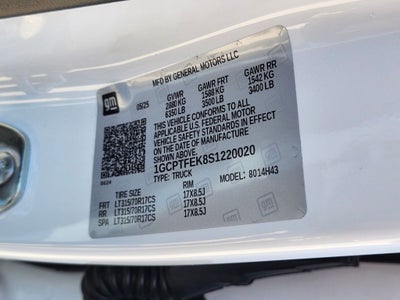 gm
MFD BY GENERAL MOTORS LLC
05/25 GVWR GAWR FRT GAWR RR
2880 KG 1588 KG 1542 KG
6350 LB 3500 LB 3400 LB
THIS VEHICLE CONFORMS TO ALL
APPLICABLE U.S. FEDERAL MOTOR
VEHICLE SAFETY STANDARDS IN EFFECT
ON THE DATE OF MANUFACTURE
SHOWN ABOVE.
1GCPTFEK8S1220020
TYPE: TRUCK MODEL: 8014H43
TIRE SIZE RIM
FRT LT315/70R17CS 17X8.5J
RR LT315/70R17CS 17X8.5J
SPA LT315/70R17CS 17X8.5J